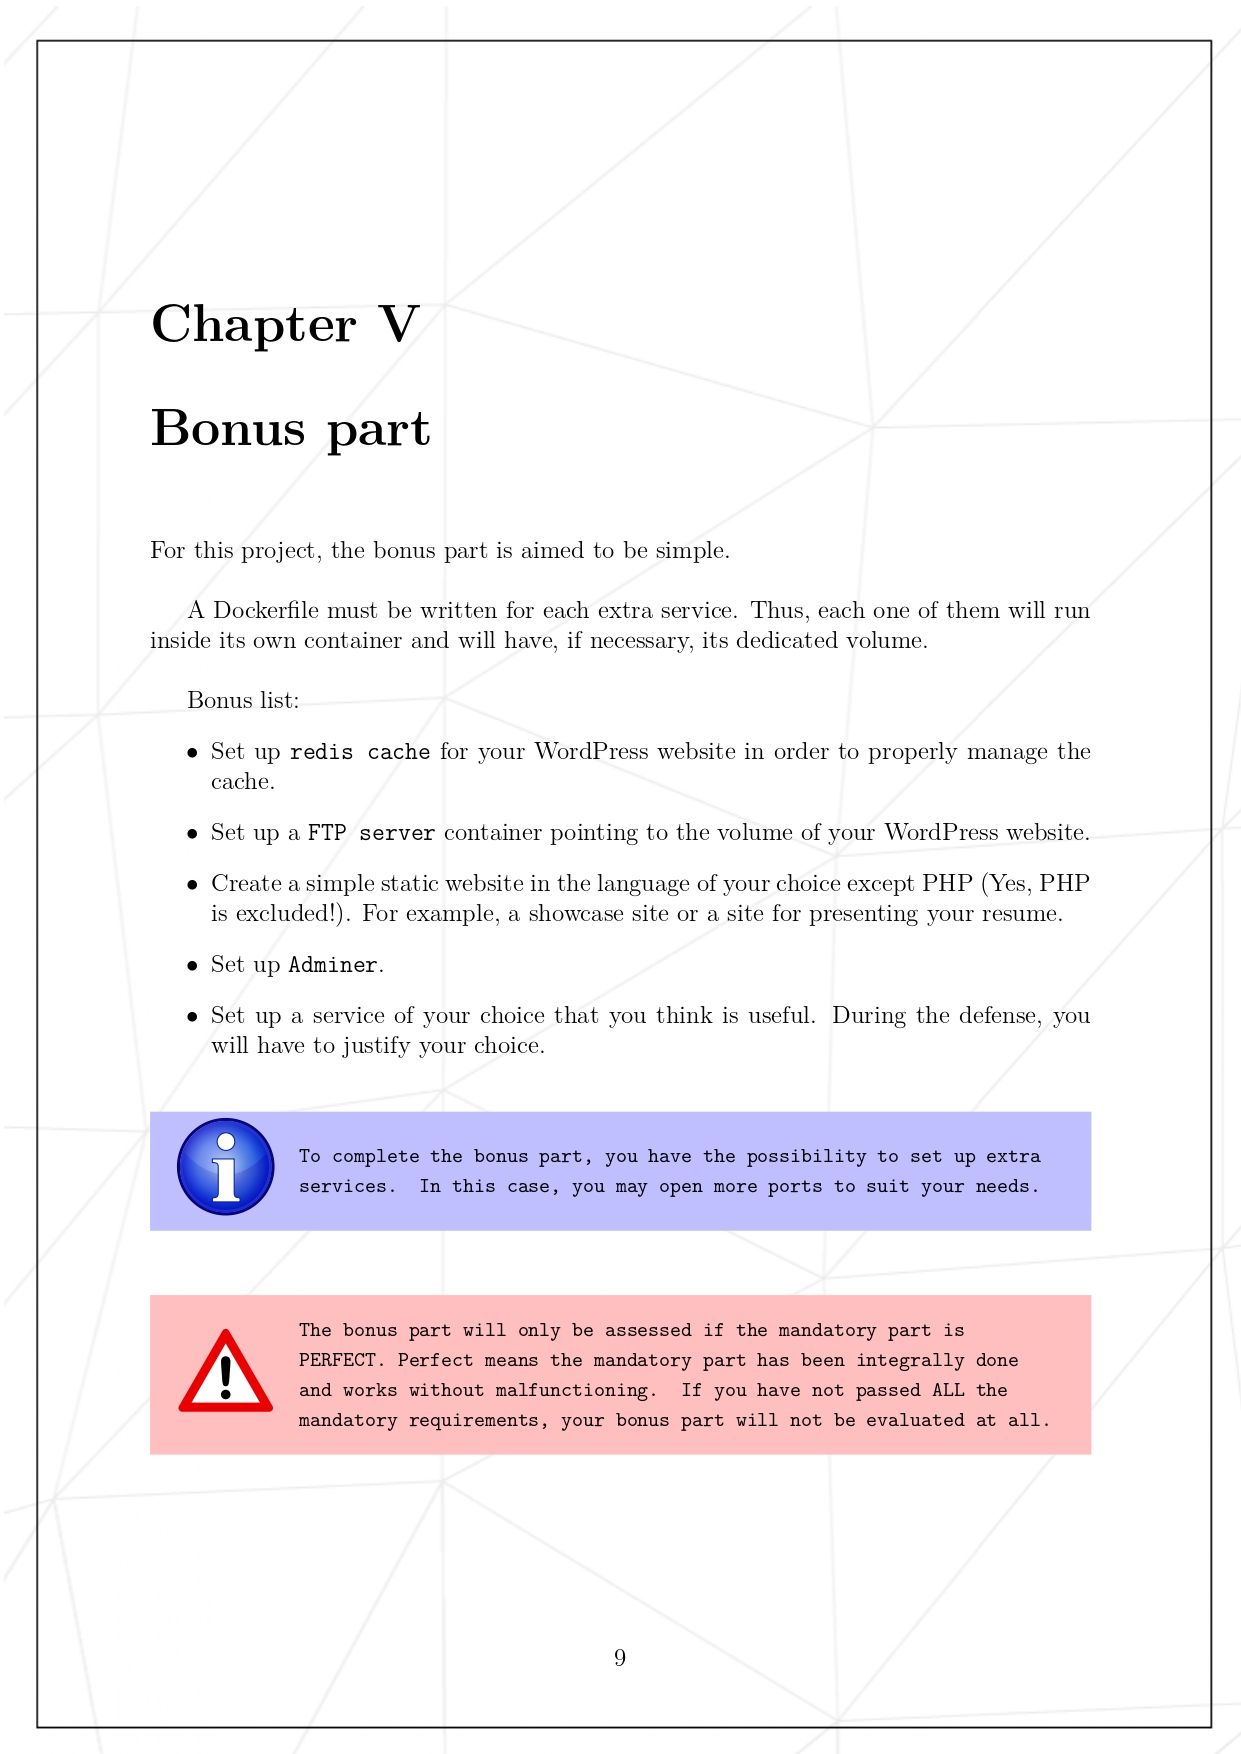 Chapter V
Bonus part
For this project, the bonus part is aimed to be simple.
A Dockerfile must be written for each extra service. Thus, each one of them will run
inside its own container and will have, if necessary, its dedicated volume.
Bonus list:
• Set up redis cache for your WordPress website in order to properly manage the
cache.
• Set up a FTP server container pointing to the volume of your WordPress website.
• Create a simple static website in the language of your choice except PHP (Yes, PHP
is excluded!). For example, a showcase site or a site for presenting your resume.
• Set up Adminer.
• Set up a service of your choice that you think is useful. During the defense, you
will have to justify your choice.
To complete the bonus part, you have the possibility to set up extra
services. In this case, you may open more ports to suit your needs.
The bonus part will only be assessed if the mandatory part is
PERFECT. Perfect means the mandatory part has been integrally done
and works without malfunctioning. If you have not passed ALL the
mandatory requirements, your bonus part will not be evaluated at all.
9